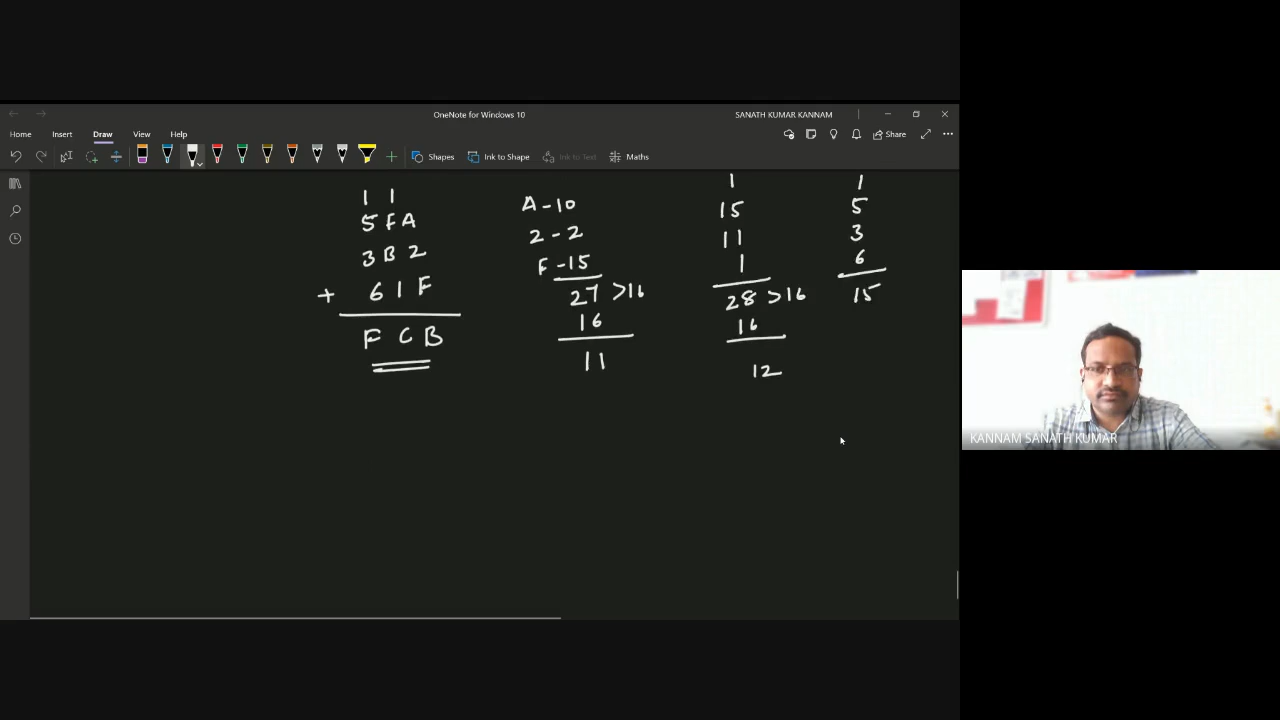 OneNote for Windows 10
SANATH KUMAR KANNAM
Home Insert Draw View Help
Share
Shapes Ink to Shape Ink to Text Maths
1 1
5 F A
3 B 2
+ 6 1 F
F C B
A - 10
2 - 2
F - 15
27 >16
16
11
1
15
11
1
28 >16
16
12
1
5
3
6
15
KANNAM SANATH KUMAR